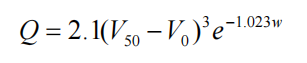 Q = 2.1(V₅₀ − V₀)³e⁻¹·⁰²³ʷ